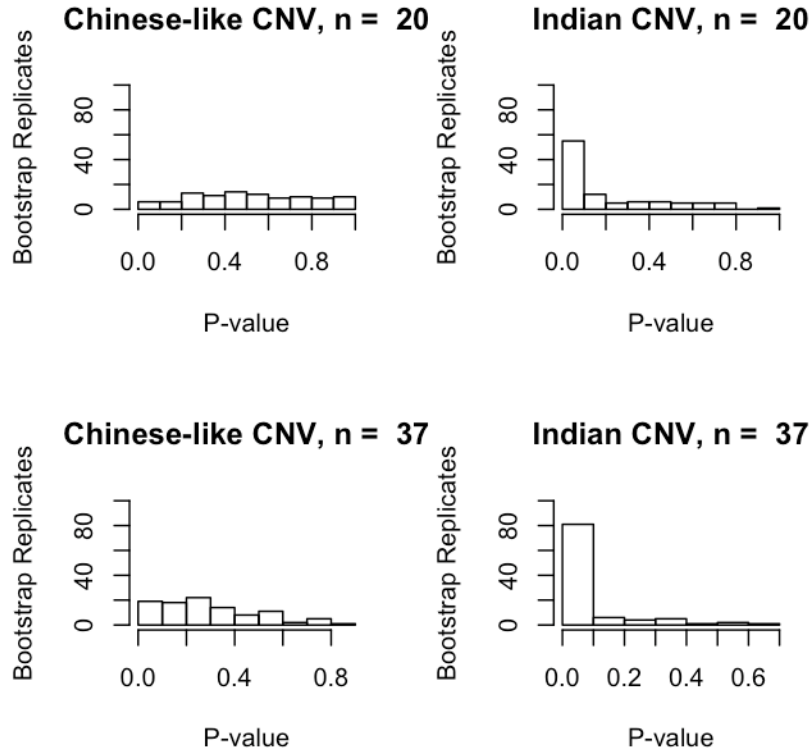 Chinese-like CNV, n =  20
Bootstrap Replicates
0 40 80
0.0 0.4 0.8
P-value
Indian CNV, n =  20
Bootstrap Replicates
0 40 80
0.0 0.4 0.8
P-value
Chinese-like CNV, n =  37
Bootstrap Replicates
0 40 80
0.0 0.4 0.8
P-value
Indian CNV, n =  37
Bootstrap Replicates
0 40 80
0.0 0.2 0.4 0.6
P-value